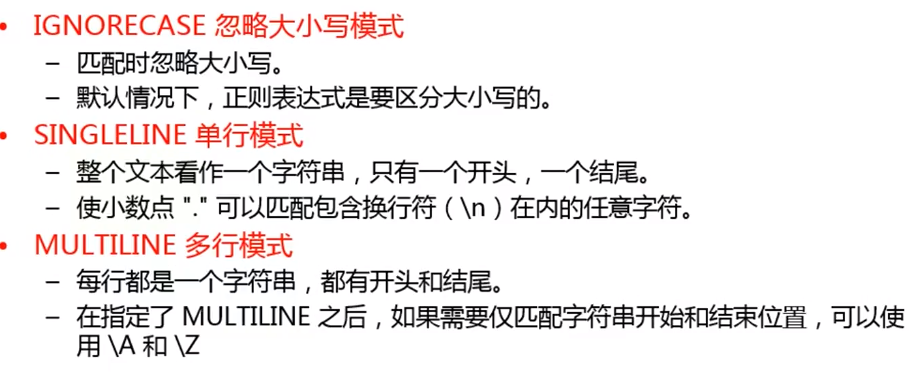 • IGNORECASE 忽略大小写模式
– 匹配时忽略大小写。
– 默认情况下，正则表达式是要区分大小写的。
• SINGLELINE 单行模式
– 整个文本看作一个字符串，只有一个开头，一个结尾。
– 使小数点 "." 可以匹配包含换行符（\n）在内的任意字符。
• MULTILINE 多行模式
– 每行都是一个字符串，都有开头和结尾。
– 在指定了 MULTILINE 之后，如果需要仅匹配字符串开始和结束位置，可以使
用 \A 和 \Z